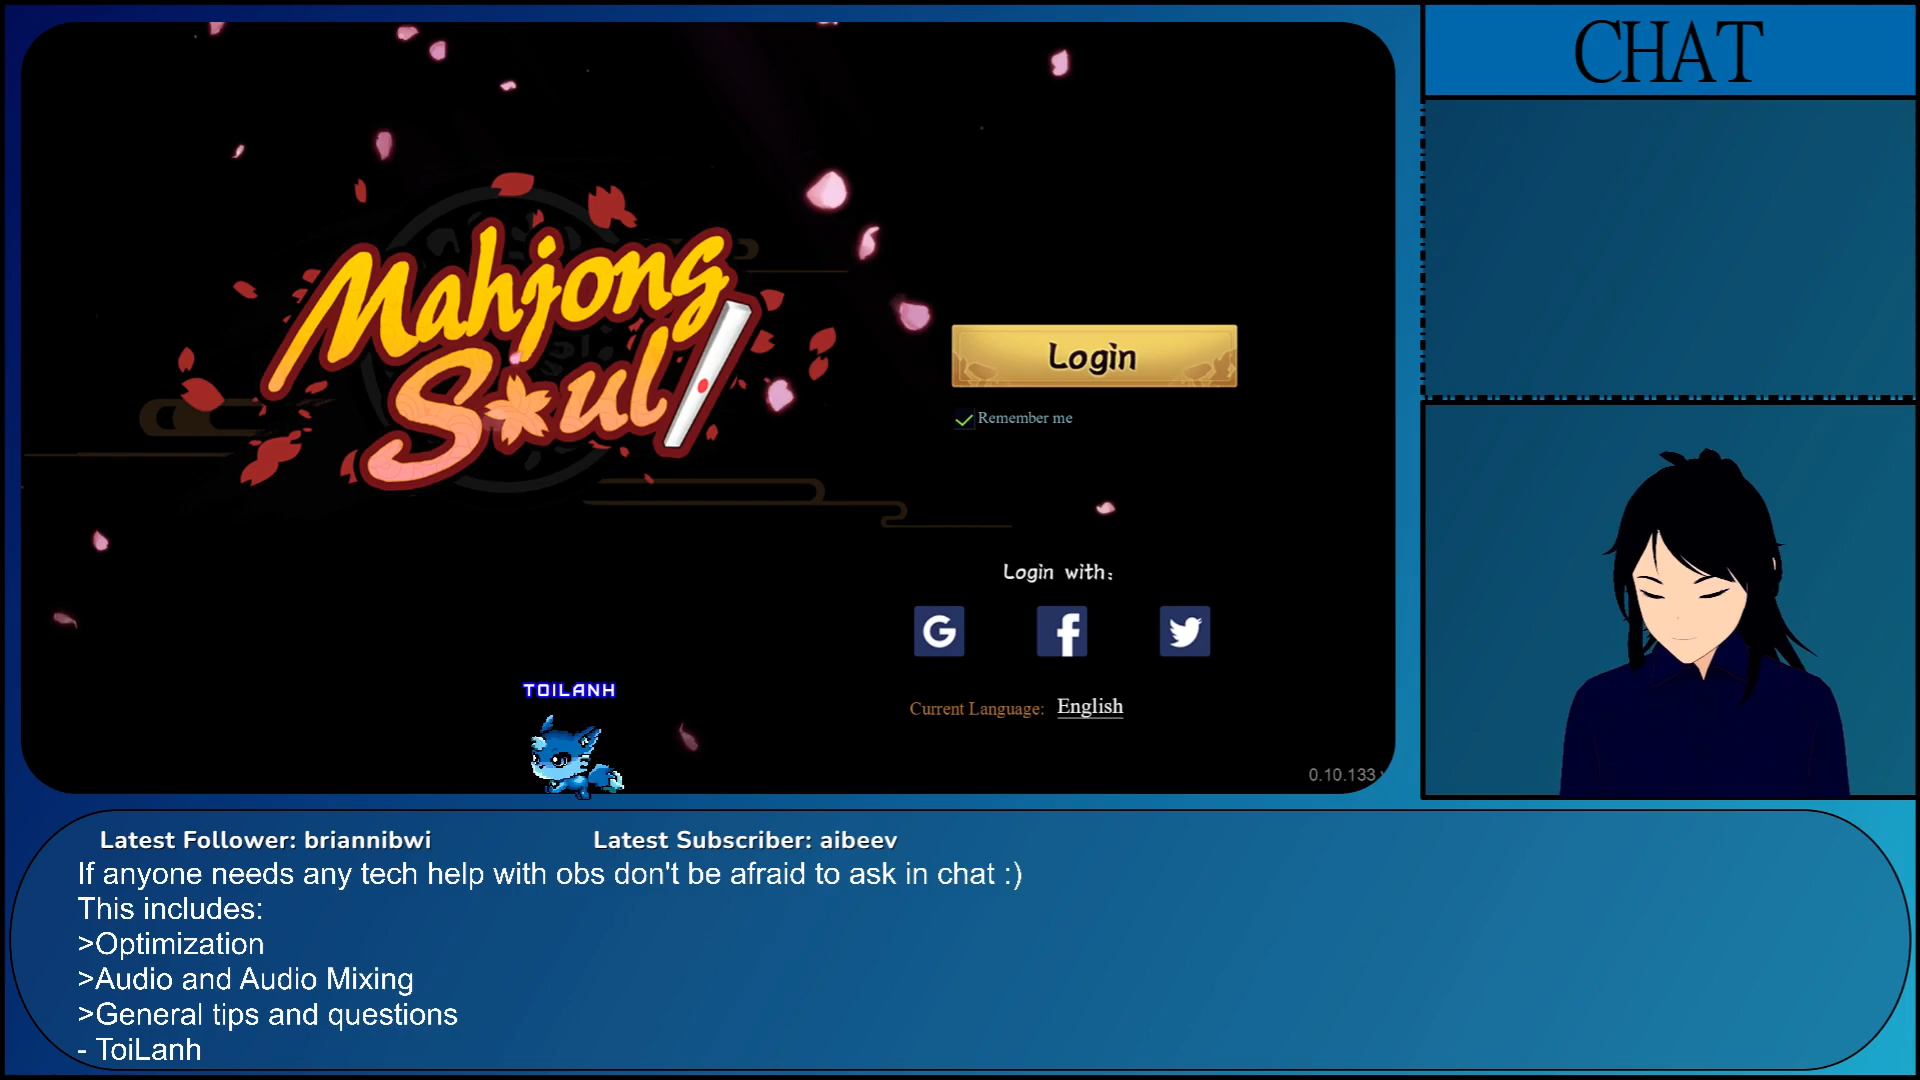 CHAT
Mahjong
Soul
Login
Remember me
Login with:
TOILANH
Current Language: English
0.10.133
Latest Follower: briannibwi
Latest Subscriber: aibeev
If anyone needs any tech help with obs don't be afraid to ask in chat :)
This includes:
>Optimization
>Audio and Audio Mixing
>General tips and questions
- ToiLanh